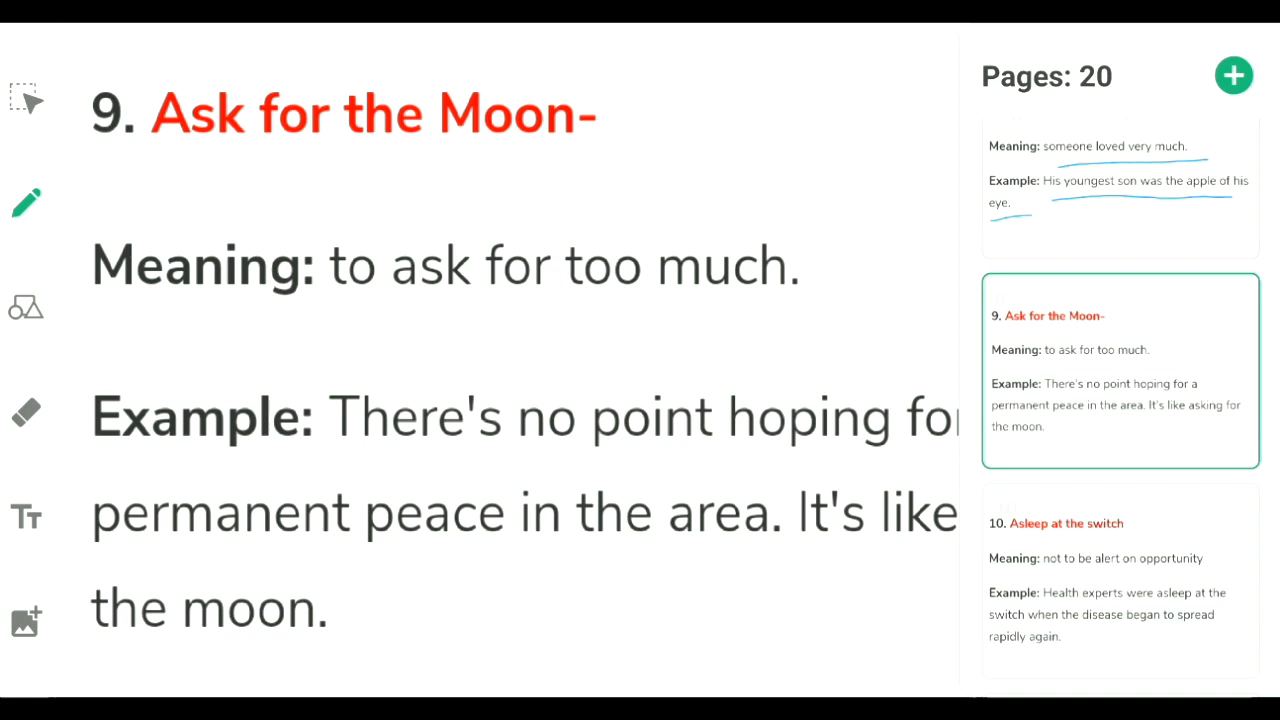 9. Ask for the Moon-
Meaning: to ask for too much.
Example: There's no point hoping for
permanent peace in the area. It's like
the moon.
TT
Pages: 20
Meaning: someone loved very much.
Example: His youngest son was the apple of his
eye.
9. Ask for the Moon-
Meaning: to ask for too much.
Example: There's no point hoping for a
permanent peace in the area. It's like asking for
the moon.
10. Asleep at the switch
Meaning: not to be alert on opportunity
Example: Health experts were asleep at the
switch when the disease began to spread
rapidly again.